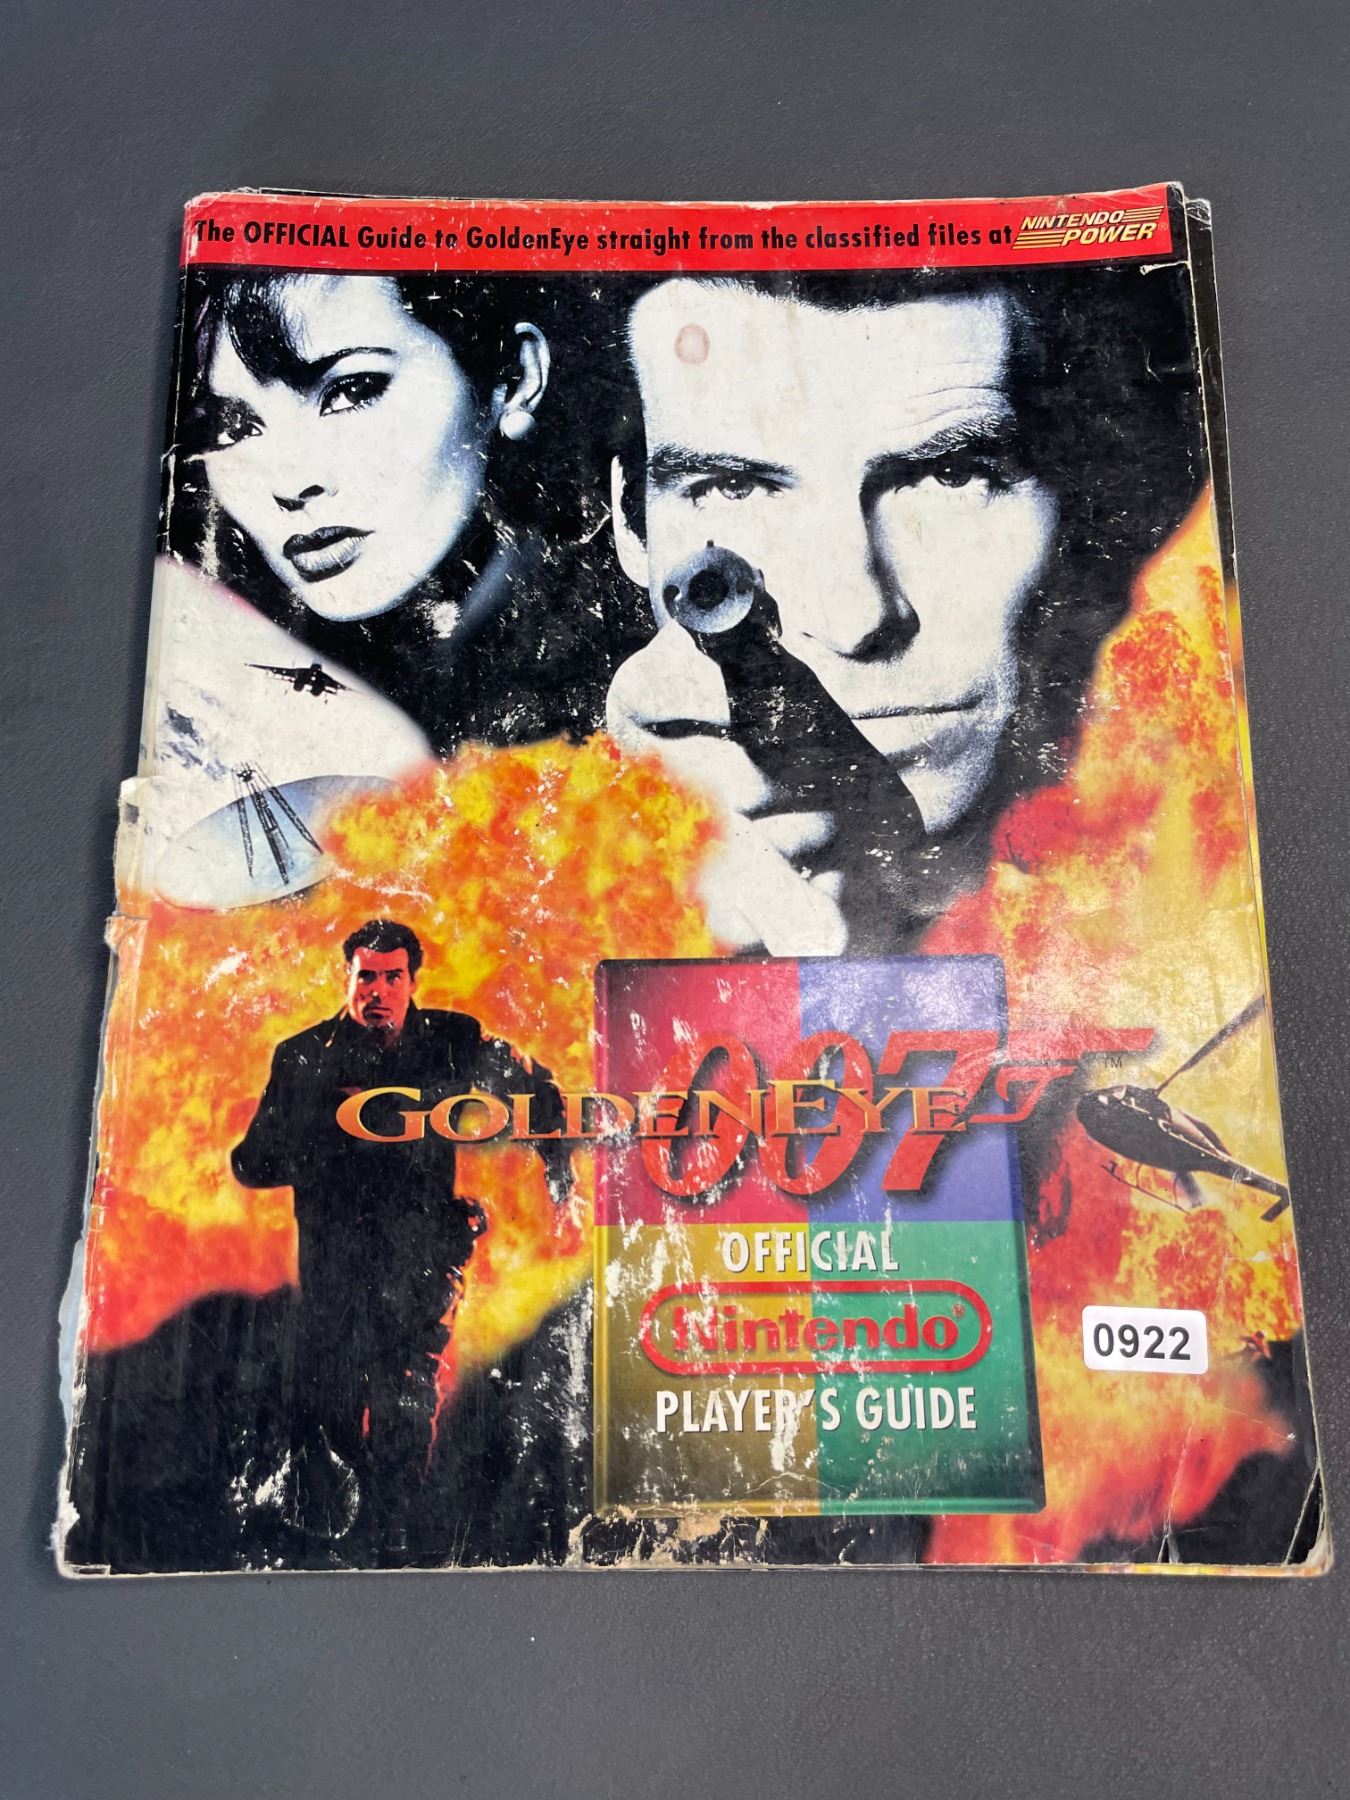 The OFFICIAL Guide to GoldenEye straight from the classified files at NINTENDO POWER®
007 TM
GOLDENEYE
OFFICIAL
Nintendo®
PLAYER'S GUIDE
0922